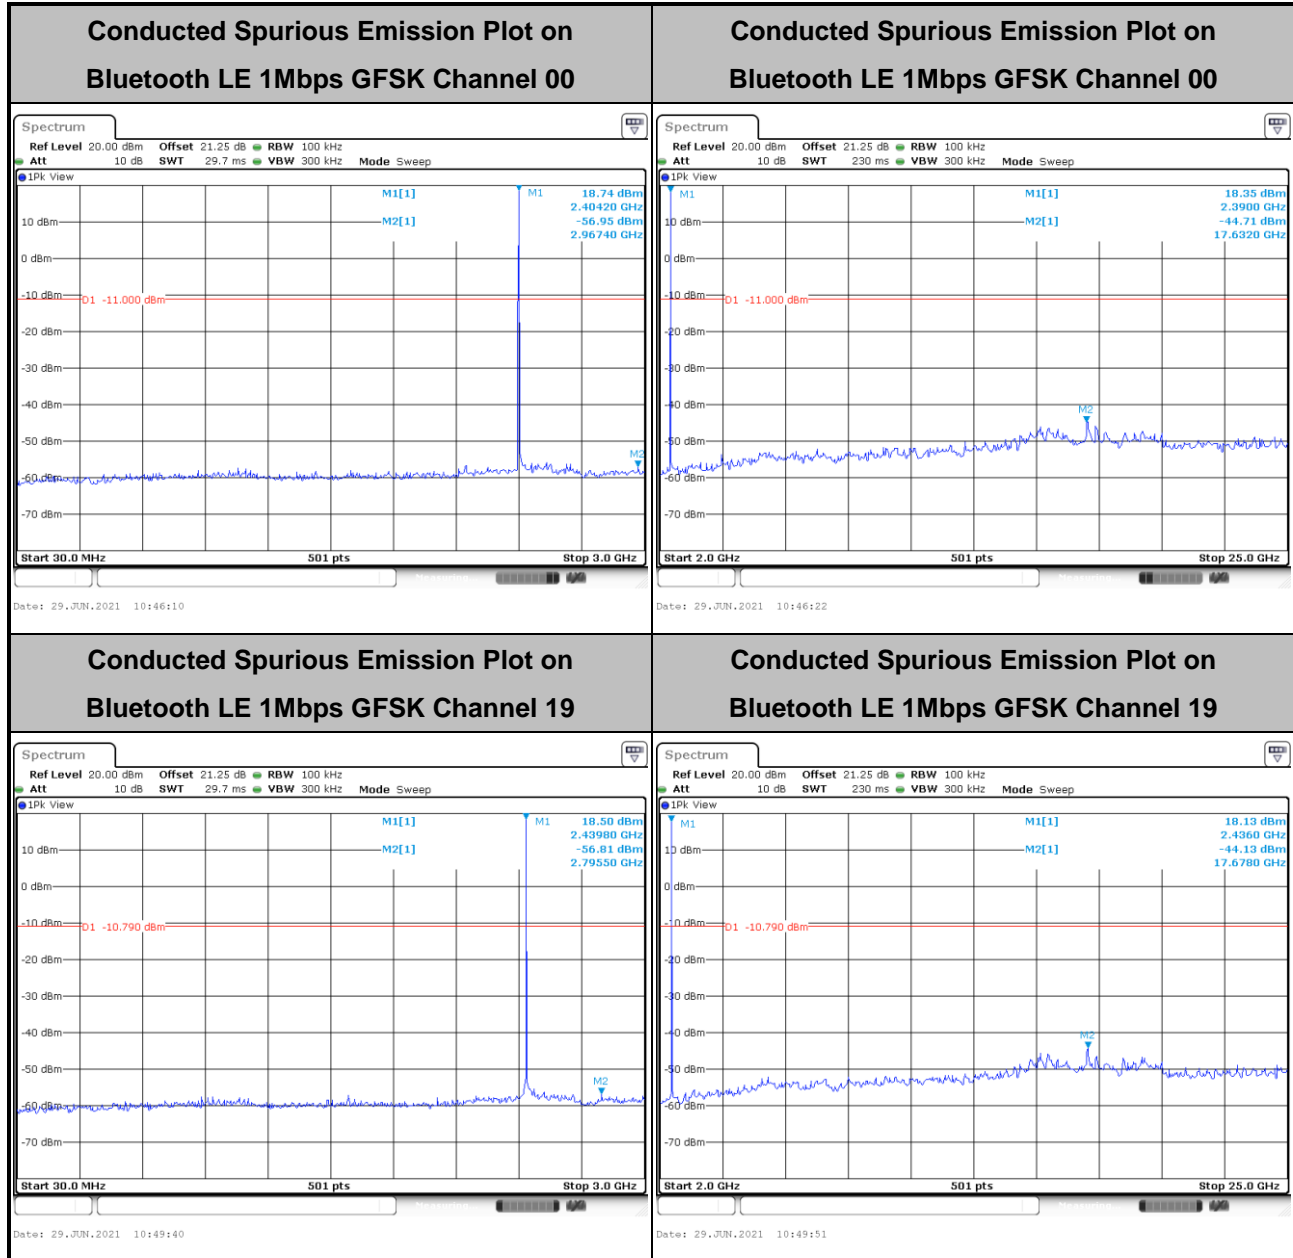 Conducted Spurious Emission Plot on
Bluetooth LE 1Mbps GFSK Channel 00
Spectrum
Ref Level 20.00 dBm Offset 21.25 dB RBW 100 kHz
Att 10 dB SWT 29.7 ms VBW 300 kHz Mode Sweep
1Pk View
M1[1] M1 18.74 dBm
2.40420 GHz
10 dBm M2[1] -56.95 dBm
2.96740 GHz
0 dBm
-10 dBm
D1 -11.000 dBm
-20 dBm
-30 dBm
-40 dBm
-50 dBm
M2
-60 dBm
-70 dBm
Start 30.0 MHz 501 pts Stop 3.0 GHz
Measuring
Date: 29.JUN.2021 10:46:10
Conducted Spurious Emission Plot on
Bluetooth LE 1Mbps GFSK Channel 00
Spectrum
Ref Level 20.00 dBm Offset 21.25 dB RBW 100 kHz
Att 10 dB SWT 230 ms VBW 300 kHz Mode Sweep
1Pk View
M1 M1[1] 18.35 dBm
2.3900 GHz
10 dBm M2[1] -44.71 dBm
17.6320 GHz
0 dBm
-10 dBm
D1 -11.000 dBm
-20 dBm
-30 dBm
-40 dBm
M2
-50 dBm
-60 dBm
-70 dBm
Start 2.0 GHz 501 pts Stop 25.0 GHz
Measuring
Date: 29.JUN.2021 10:46:22
Conducted Spurious Emission Plot on
Bluetooth LE 1Mbps GFSK Channel 19
Spectrum
Ref Level 20.00 dBm Offset 21.25 dB RBW 100 kHz
Att 10 dB SWT 29.7 ms VBW 300 kHz Mode Sweep
1Pk View
M1[1] M1 18.50 dBm
2.43980 GHz
10 dBm M2[1] -56.81 dBm
2.79550 GHz
0 dBm
-10 dBm
D1 -10.790 dBm
-20 dBm
-30 dBm
-40 dBm
-50 dBm
M2
-60 dBm
-70 dBm
Start 30.0 MHz 501 pts Stop 3.0 GHz
Measuring
Date: 29.JUN.2021 10:49:40
Conducted Spurious Emission Plot on
Bluetooth LE 1Mbps GFSK Channel 19
Spectrum
Ref Level 20.00 dBm Offset 21.25 dB RBW 100 kHz
Att 10 dB SWT 230 ms VBW 300 kHz Mode Sweep
1Pk View
M1 M1[1] 18.13 dBm
2.4360 GHz
10 dBm M2[1] -44.13 dBm
17.6780 GHz
0 dBm
-10 dBm
D1 -10.790 dBm
-20 dBm
-30 dBm
-40 dBm
M2
-50 dBm
-60 dBm
-70 dBm
Start 2.0 GHz 501 pts Stop 25.0 GHz
Measuring
Date: 29.JUN.2021 10:49:51